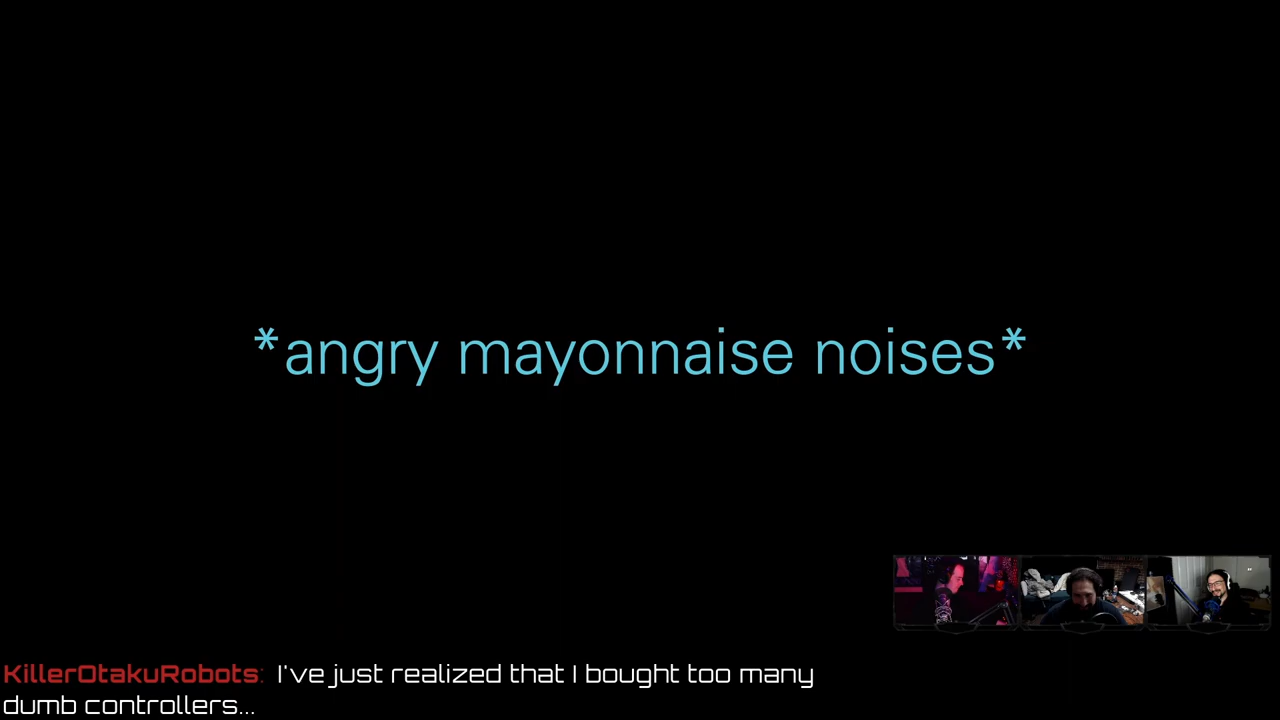 *angry mayonnaise noises*
KillerOtakuRobots: I've just realized that I bought too many
dumb controllers...